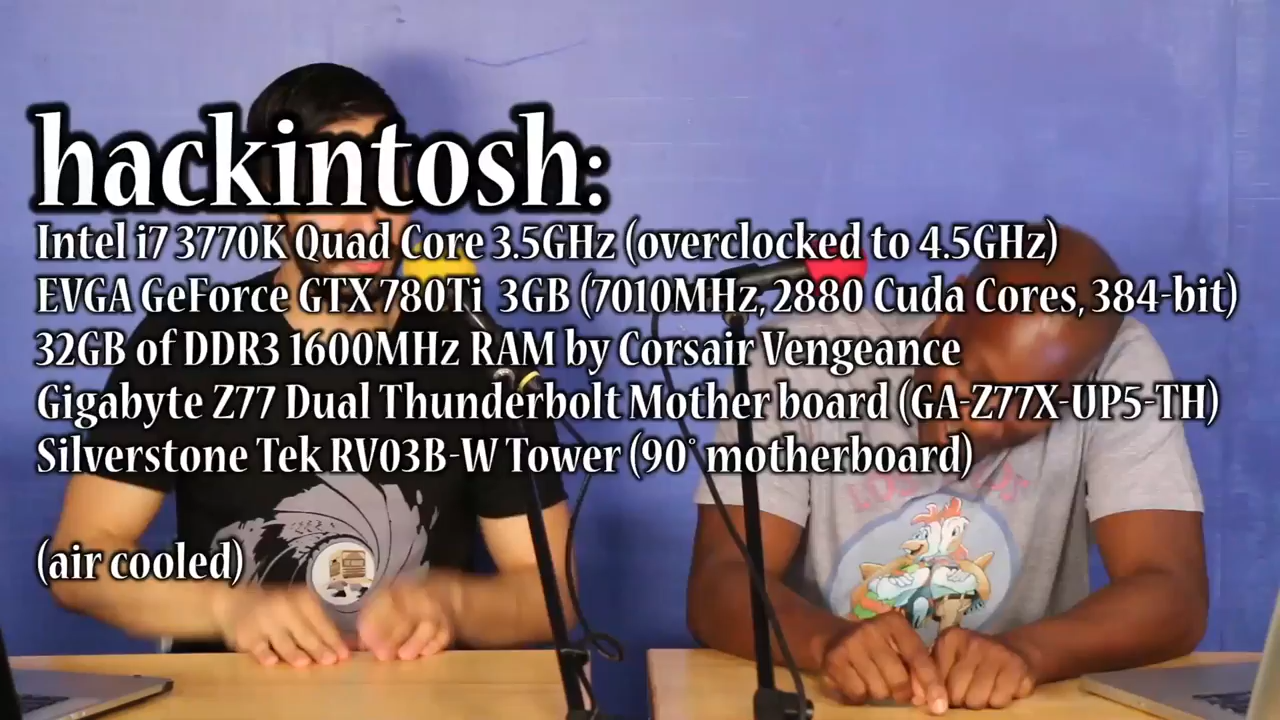 hackintosh:
Intel i7 3770K Quad Core 3.5GHz (overclocked to 4.5GHz)
EVGA GeForce GTX 780Ti 3GB (7010MHz, 2880 Cuda Cores, 384-bit)
32GB of DDR3 1600MHz RAM by Corsair Vengeance
Gigabyte Z77 Dual Thunderbolt Mother board (GA-Z77X-UP5-TH)
Silverstone Tek RV03B-W Tower (90° motherboard)
(air cooled)